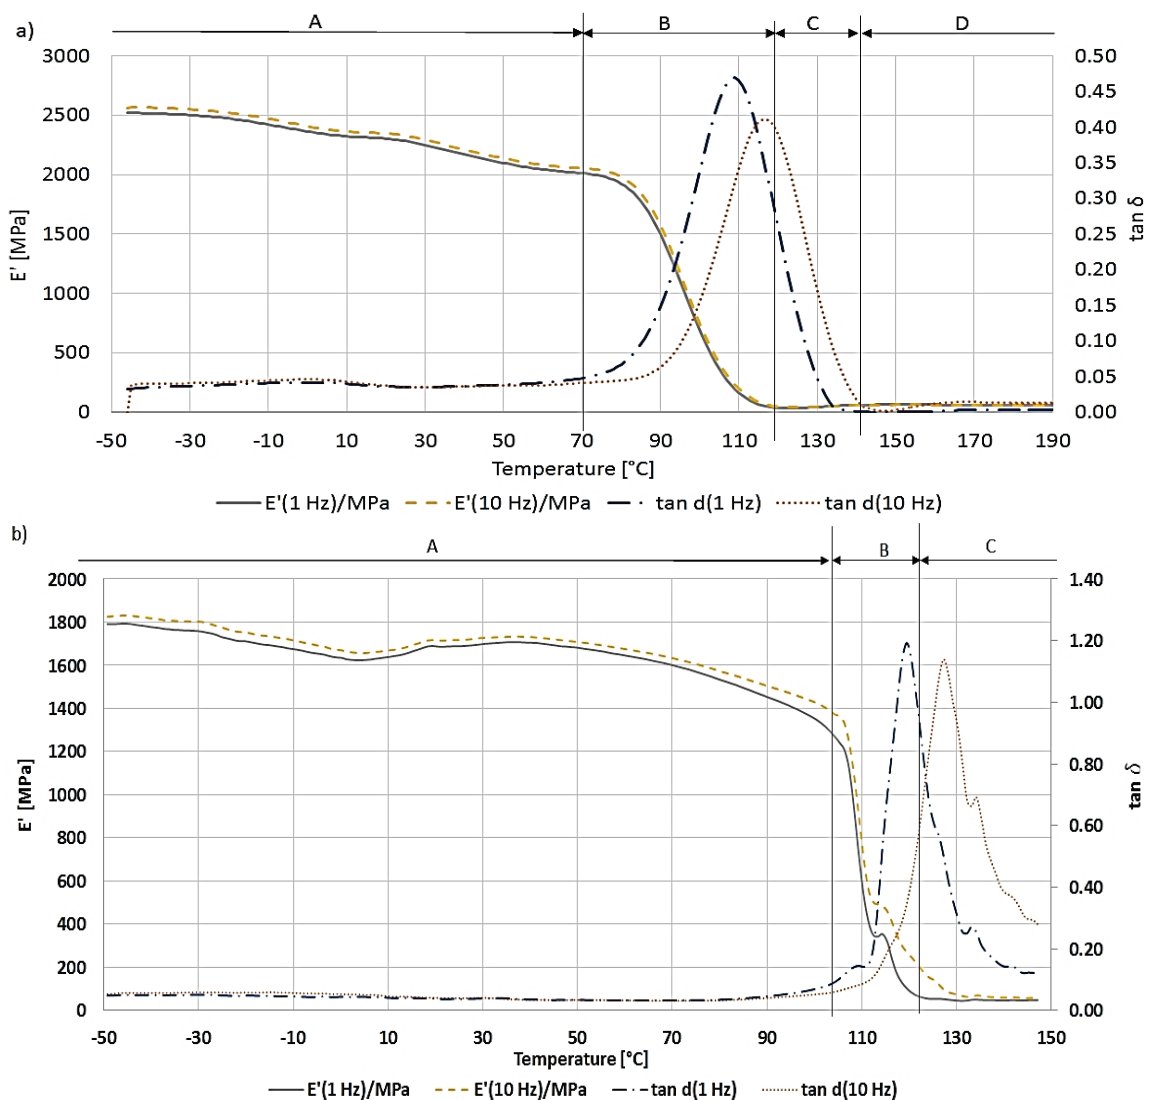 a)
A B C D
3000 0.50
2500 0.45
2000 0.40
1500 0.35
1000 0.30
500 0.25
0 0.20
0.15
0.10
0.05
0.00
E' [MPa]
tan δ
-50 -30 -10 10 30 50 70 90 110 130 150 170 190
Temperature [°C]
E'(1 Hz)/MPa E'(10 Hz)/MPa tan d(1 Hz) tan d(10 Hz)
b)
A B C
2000 1.40
1800 1.20
1600 1.00
1400 0.80
1200 0.60
1000 0.40
800 0.20
600 0.00
400
200
0
E' [MPa]
tan δ
-50 -30 -10 10 30 50 70 90 110 130 150
Temperature [°C]
E'(1 Hz)/MPa E'(10 Hz)/MPa tan d(1 Hz) tan d(10 Hz)